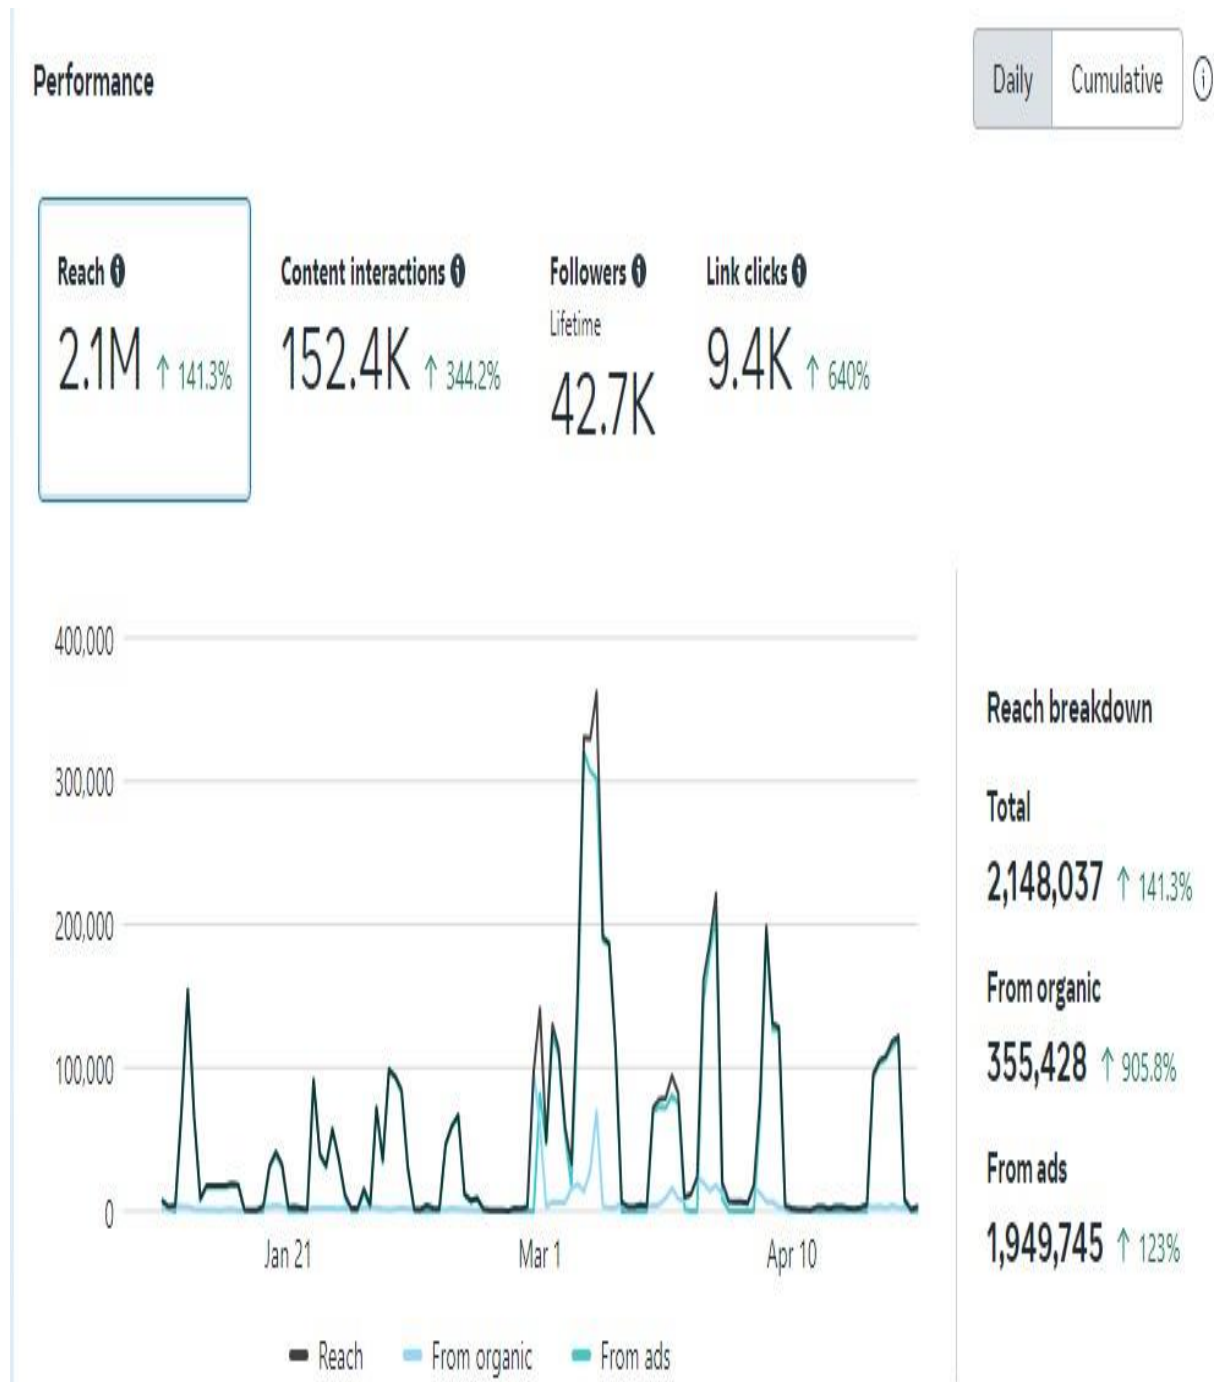 Performance
Daily Cumulative
Reach Content interactions Followers Link clicks
Lifetime
2.1M ↑ 141.3% 152.4K ↑ 344.2% 42.7K 9.4K ↑ 640%
400,000
300,000
200,000
100,000
0
Jan 21 Mar 1 Apr 10
Reach From organic From ads
Reach breakdown
Total
2,148,037 ↑ 141.3%
From organic
355,428 ↑ 905.8%
From ads
1,949,745 ↑ 123%